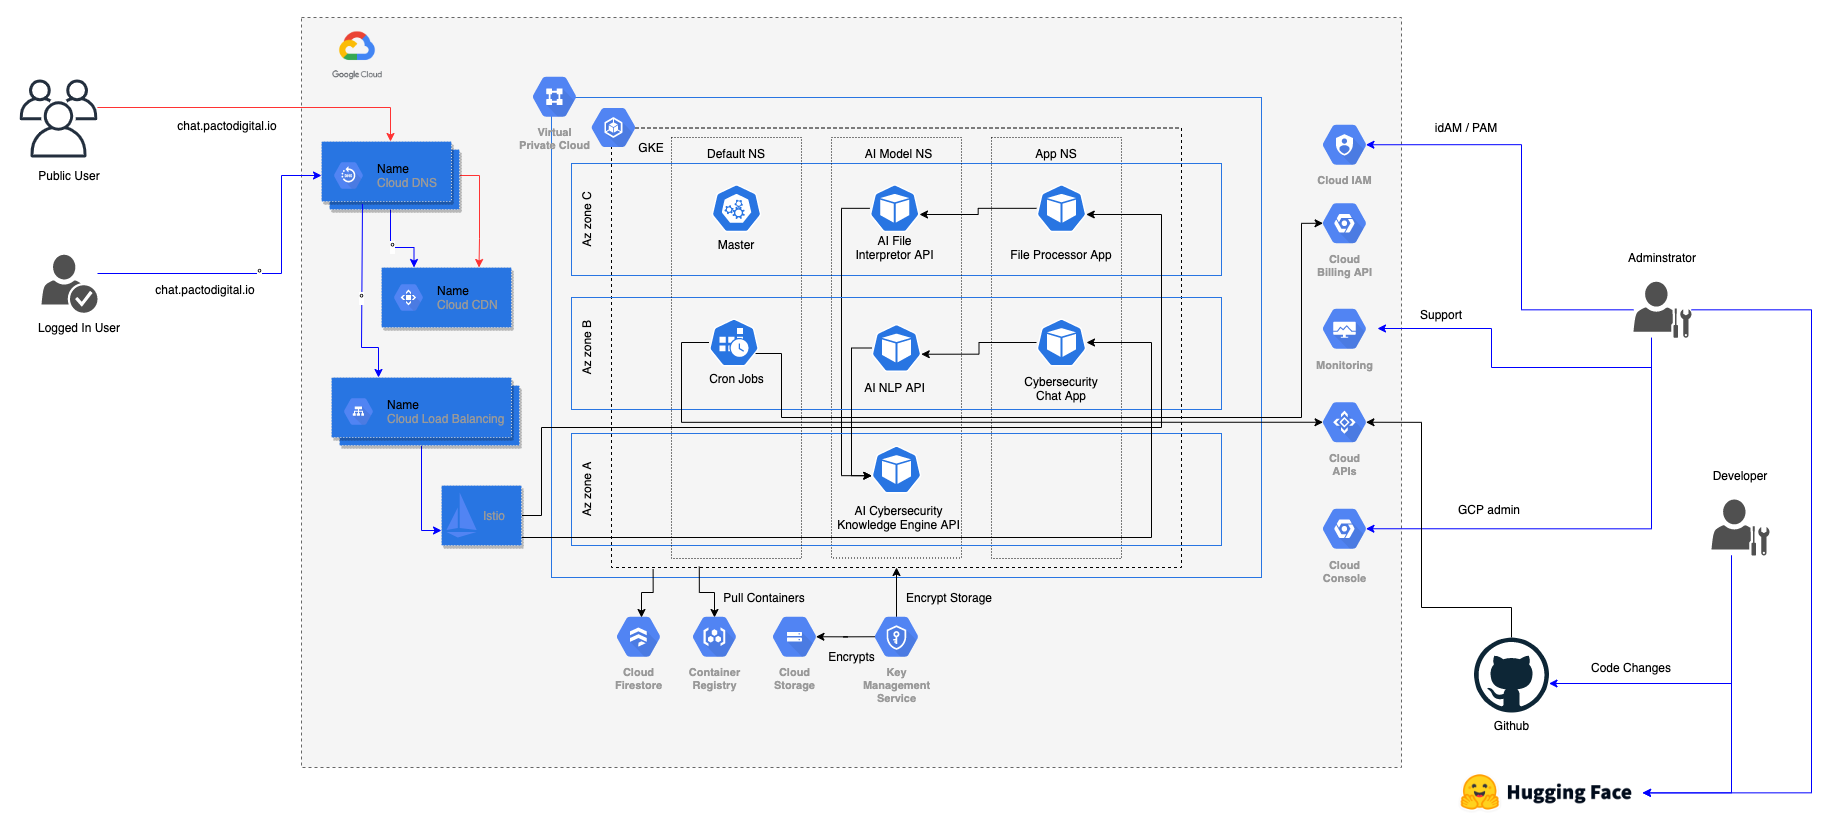 Google Cloud
Public User
chat.pactodigital.io
Logged In User
chat.pactodigital.io
Name
Cloud DNS
Name
Cloud CDN
Name
Cloud Load Balancing
Istio
Virtual
Private Cloud
GKE
Default NS
AI Model NS
App NS
Az zone C
Master
AI File
Interpretor API
File Processor App
Az zone B
Cron Jobs
AI NLP API
Cybersecurity
Chat App
Az zone A
AI Cybersecurity
Knowledge Engine API
Pull Containers
Encrypt Storage
Encrypts
Cloud
Firestore
Container
Registry
Cloud
Storage
Key
Management
Service
Cloud IAM
Cloud
Billing API
Monitoring
Cloud
APIs
Cloud
Console
idAM / PAM
Adminstrator
Support
GCP admin
Developer
Code Changes
Github
Hugging Face